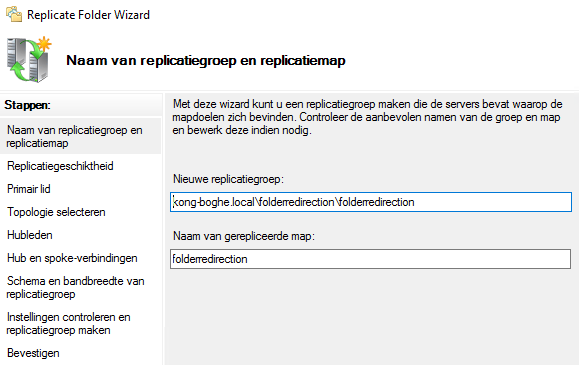 Replicate Folder Wizard
Naam van replicatiegroep en replicatiemap
Stappen:
Naam van replicatiegroep en
replicatiemap
Replicatiegeschiktheid
Primair lid
Topologie selecteren
Hubleden
Hub en spoke-verbindingen
Schema en bandbreedte van
replicatiegroep
Instellingen controleren en
replicatiegroep maken
Bevestigen
Met deze wizard kunt u een replicatiegroep maken die de servers bevat waarop de
mapdoelen zich bevinden. Controleer de aanbevolen namen van de groep en map
en bewerk deze indien nodig.
Nieuwe replicatiegroep:
kong-boghe.local\folderredirection\folderredirection
Naam van gerepliceerde map:
folderredirection